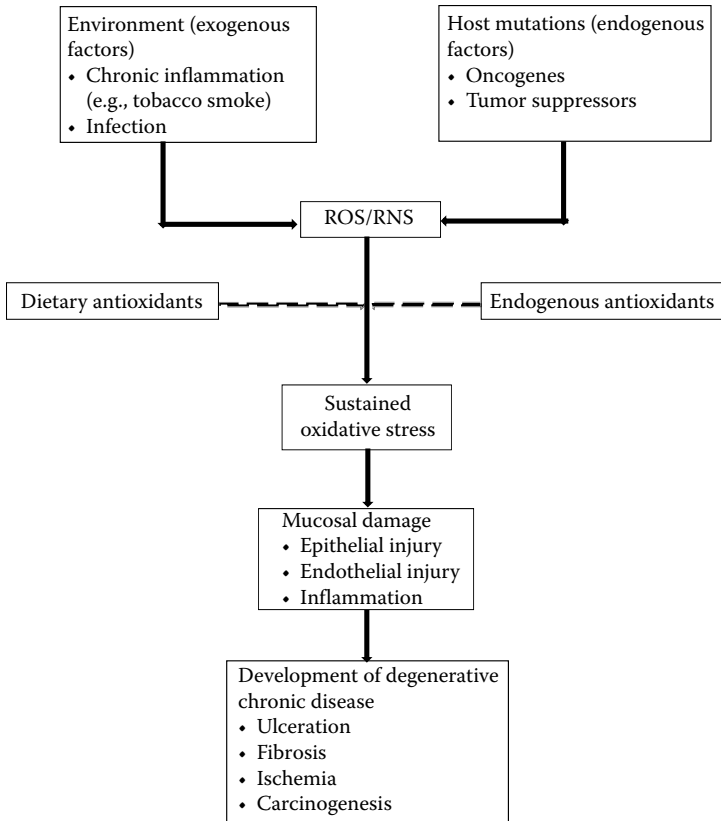 Environment (exogenous
factors)
• Chronic inflammation
(e.g., tobacco smoke)
• Infection
Host mutations (endogenous
factors)
• Oncogenes
• Tumor suppressors
ROS/RNS
Dietary antioxidants
Endogenous antioxidants
Sustained
oxidative stress
Mucosal damage
• Epithelial injury
• Endothelial injury
• Inflammation
Development of degenerative
chronic disease
• Ulceration
• Fibrosis
• Ischemia
• Carcinogenesis